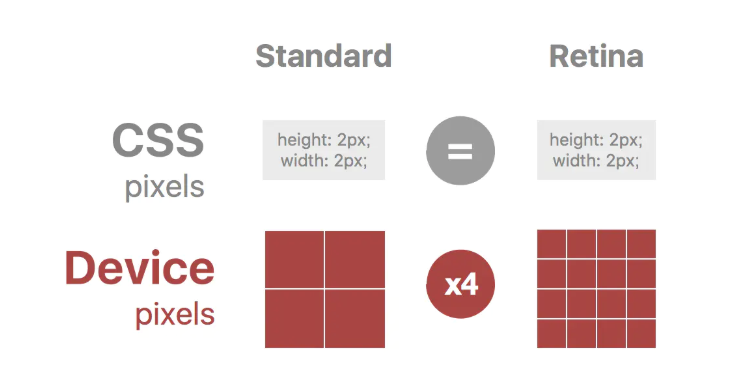 Standard
Retina
CSS
pixels
height: 2px;
width: 2px;
=
height: 2px;
width: 2px;
Device
pixels
x4